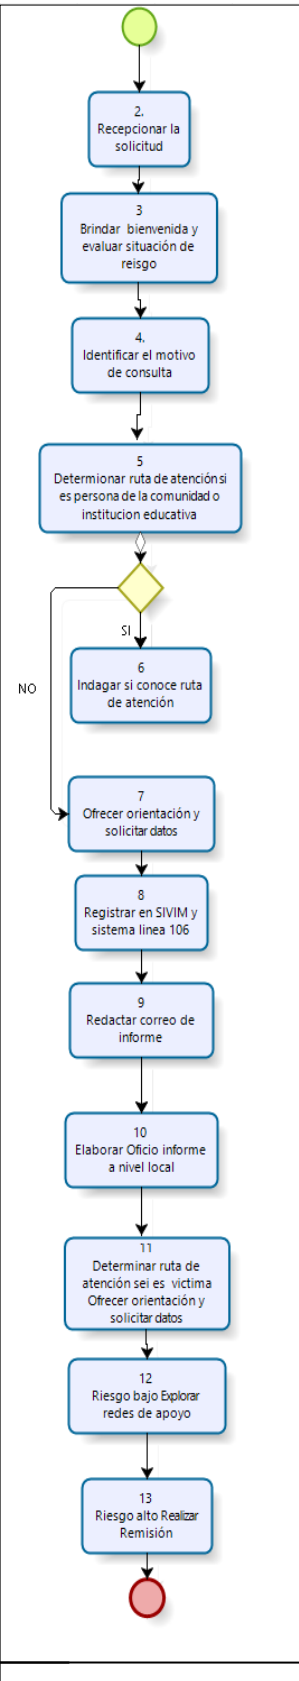 2.
Recepcionar la
solicitud
3
Brindar bienvenida y
evaluar situación de
reisgo
4.
Identificar el motivo
de consulta
5
Determionar ruta de atención si
es persona de la comunidad o
institucion educativa
SI
NO
6
Indagar si conoce ruta
de atención
7
Ofrecer orientación y
solicitar datos
8
Registrar en SIVIM y
sistema linea 106
9
Redactar correo de
informe
10
Elaborar Oficio informe
a nivel local
11
Determinar ruta de
atención sei es victima
Ofrecer orientación y
solicitar datos
12
Riesgo bajo Explorar
redes de apoyo
13
Riesgo alto Realizar
Remisión